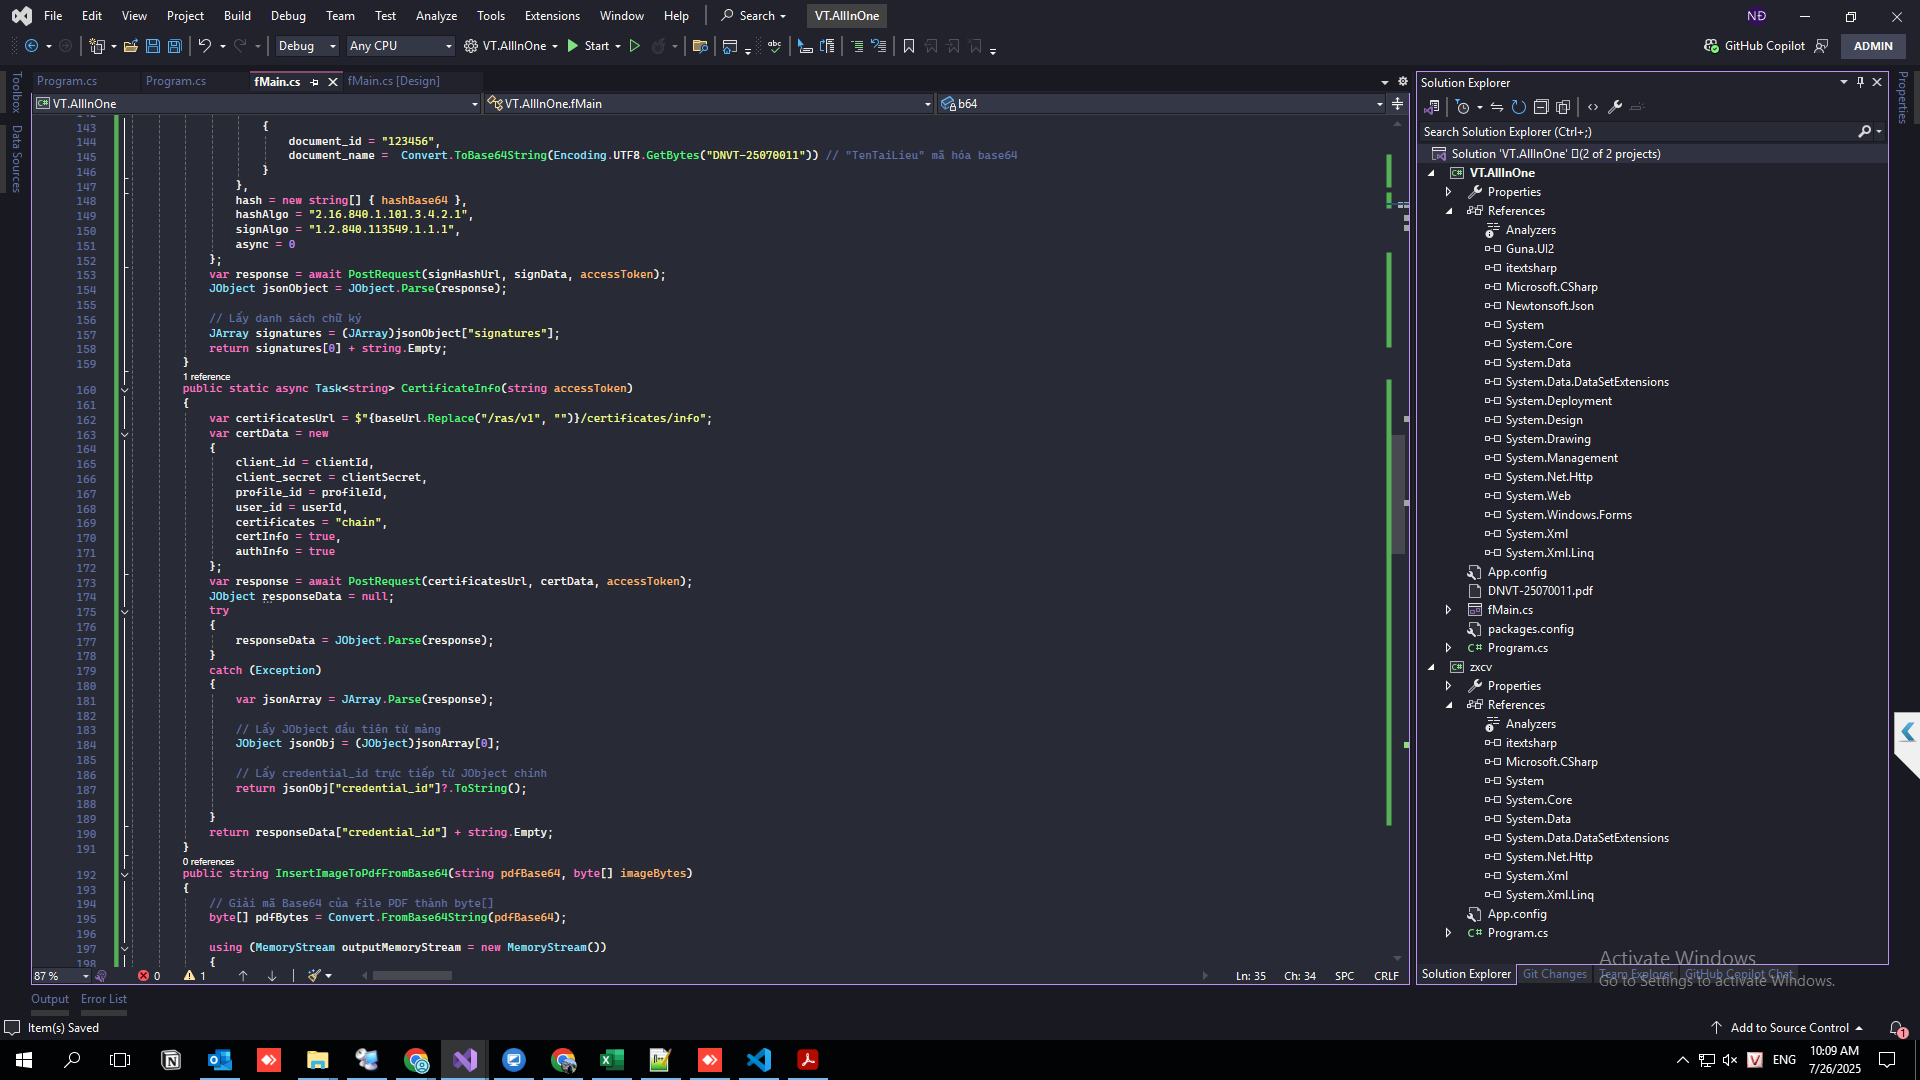 File Edit View Project Build Debug Team Test Analyze Tools Extensions Window Help Search VT.AllInOne NĐ
Debug Any CPU VT.AllInOne Start GitHub Copilot ADMIN
Toolbox
Data Sources
Program.cs Program.cs fMain.cs fMain.cs [Design]
VT.AllInOne VT.AllInOne.fMain b64
143 {
144 document_id = "123456",
145 document_name = Convert.ToBase64String(Encoding.UTF8.GetBytes("DNVT-25070011")) // "TenTaiLieu" mã hóa base64
146 }
147 },
148 hash = new string[] { hashBase64 },
149 hashAlgo = "2.16.840.1.101.3.4.2.1",
150 signAlgo = "1.2.840.113549.1.1.1",
151 async = 0
152 };
153 var response = await PostRequest(signHashUrl, signData, accessToken);
154 JObject jsonObject = JObject.Parse(response);
155
156 // Lấy danh sách chữ ký
157 JArray signatures = (JArray)jsonObject["signatures"];
158 return signatures[0] + string.Empty;
159 }
1 reference
160 public static async Task<string> CertificateInfo(string accessToken)
161 {
162 var certificatesUrl = $"{baseUrl.Replace("/ras/v1", "")}/certificates/info";
163 var certData = new
164 {
165 client_id = clientId,
166 client_secret = clientSecret,
167 profile_id = profileId,
168 user_id = userId,
169 certificates = "chain",
170 certInfo = true,
171 authInfo = true
172 };
173 var response = await PostRequest(certificatesUrl, certData, accessToken);
174 JObject responseData = null;
175 try
176 {
177 responseData = JObject.Parse(response);
178 }
179 catch (Exception)
180 {
181 var jsonArray = JArray.Parse(response);
182
183 // Lấy JObject đầu tiên từ mảng
184 JObject jsonObj = (JObject)jsonArray[0];
185
186 // Lấy credential_id trực tiếp từ JObject chính
187 return jsonObj["credential_id"]?.ToString();
188
189 }
190 return responseData["credential_id"] + string.Empty;
191 }
0 references
192 public string InsertImageToPdfFromBase64(string pdfBase64, byte[] imageBytes)
193 {
194 // Giải mã Base64 của file PDF thành byte[]
195 byte[] pdfBytes = Convert.FromBase64String(pdfBase64);
196
197 using (MemoryStream outputMemoryStream = new MemoryStream())
198 {
87 % 0 1 Ln: 35 Ch: 34 SPC CRLF
Solution Explorer
Search Solution Explorer (Ctrl+;)
Solution 'VT.AllInOne' (2 of 2 projects)
VT.AllInOne
Properties
References
Analyzers
Guna.UI2
itextsharp
Microsoft.CSharp
Newtonsoft.Json
System
System.Core
System.Data
System.Data.DataSetExtensions
System.Deployment
System.Design
System.Drawing
System.Management
System.Net.Http
System.Web
System.Windows.Forms
System.Xml
System.Xml.Linq
App.config
DNVT-25070011.pdf
fMain.cs
packages.config
C# Program.cs
zxcv
Properties
References
Analyzers
itextsharp
Microsoft.CSharp
System
System.Core
System.Data
System.Data.DataSetExtensions
System.Net.Http
System.Xml
System.Xml.Linq
App.config
C# Program.cs
Solution Explorer Git Changes Team Explorer GitHub Copilot Chat
Properties
Activate Windows
Go to Settings to activate Windows.
Output Error List
Item(s) Saved Add to Source Control 1
ENG 10:09 AM
7/26/2025